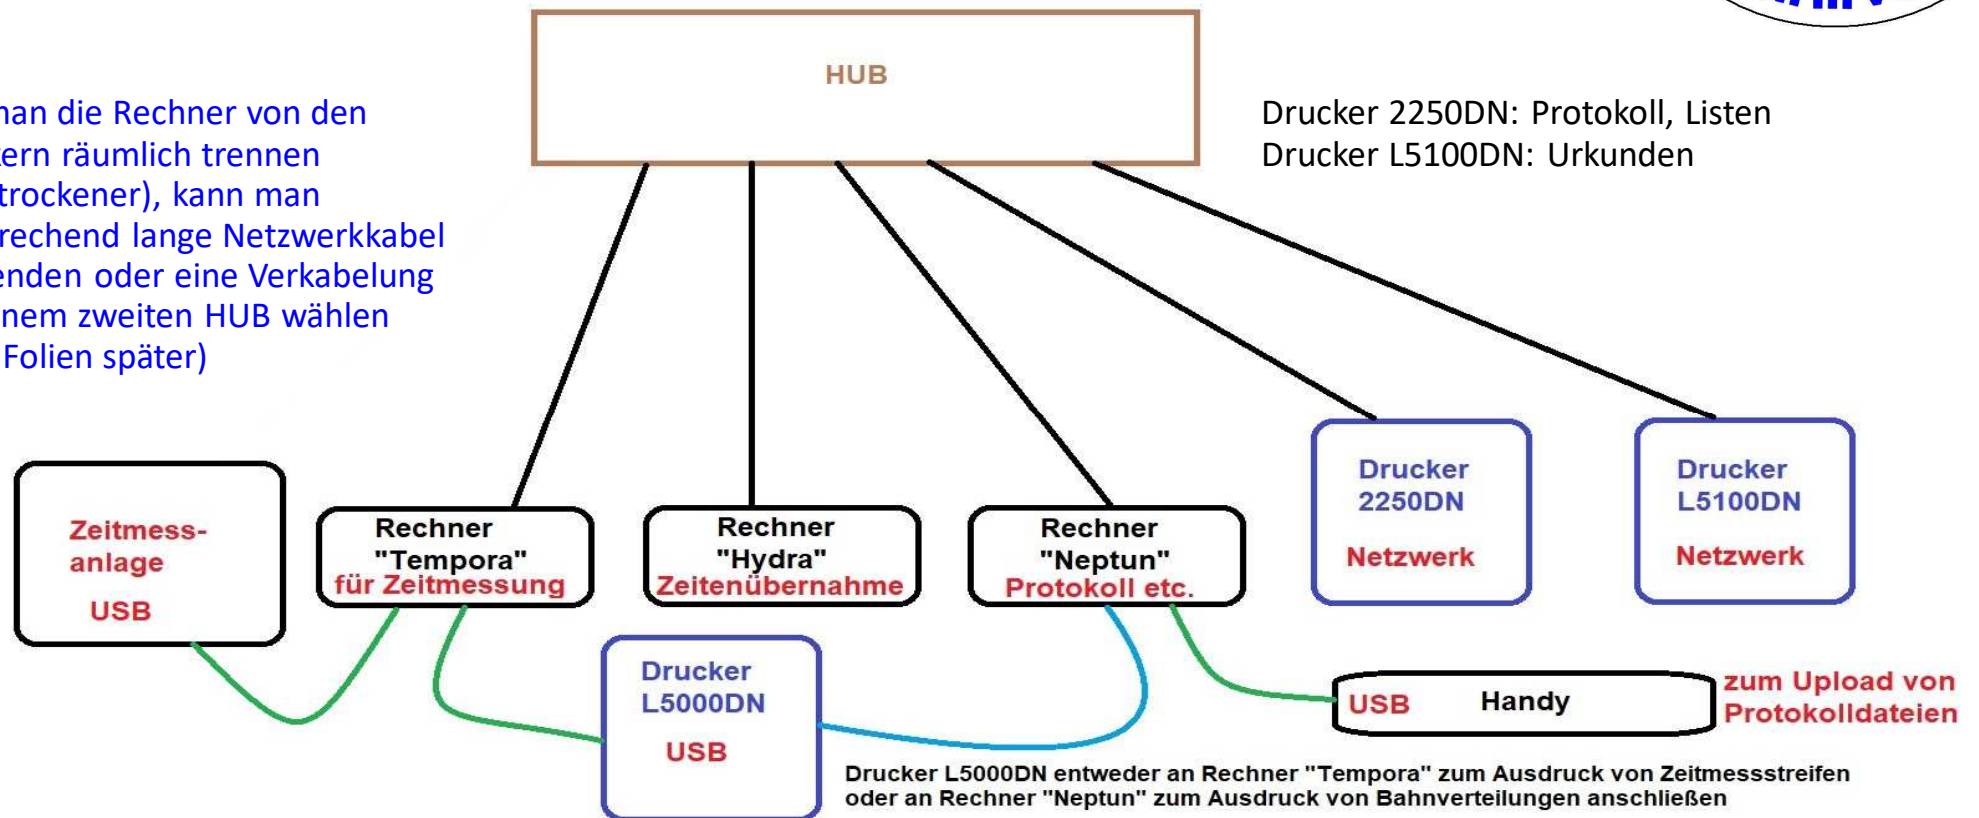 HUB
man die Rechner von den
kern räumlich trennen
trockener), kann man
rechend lange Netzwerkkabel
enden oder eine Verkabelung
nem zweiten HUB wählen
Folien später)
Drucker 2250DN: Protokoll, Listen
Drucker L5100DN: Urkunden
Zeitmess-
anlage
USB
Rechner
"Tempora"
für Zeitmessung
Rechner
"Hydra"
Zeitenübernahme
Rechner
"Neptun"
Protokoll etc.
Drucker
2250DN
Netzwerk
Drucker
L5100DN
Netzwerk
Drucker
L5000DN
USB
USB Handy
zum Upload von
Protokolldateien
Drucker L5000DN entweder an Rechner "Tempora" zum Ausdruck von Zeitmessstreifen
oder an Rechner "Neptun" zum Ausdruck von Bahnverteilungen anschließen